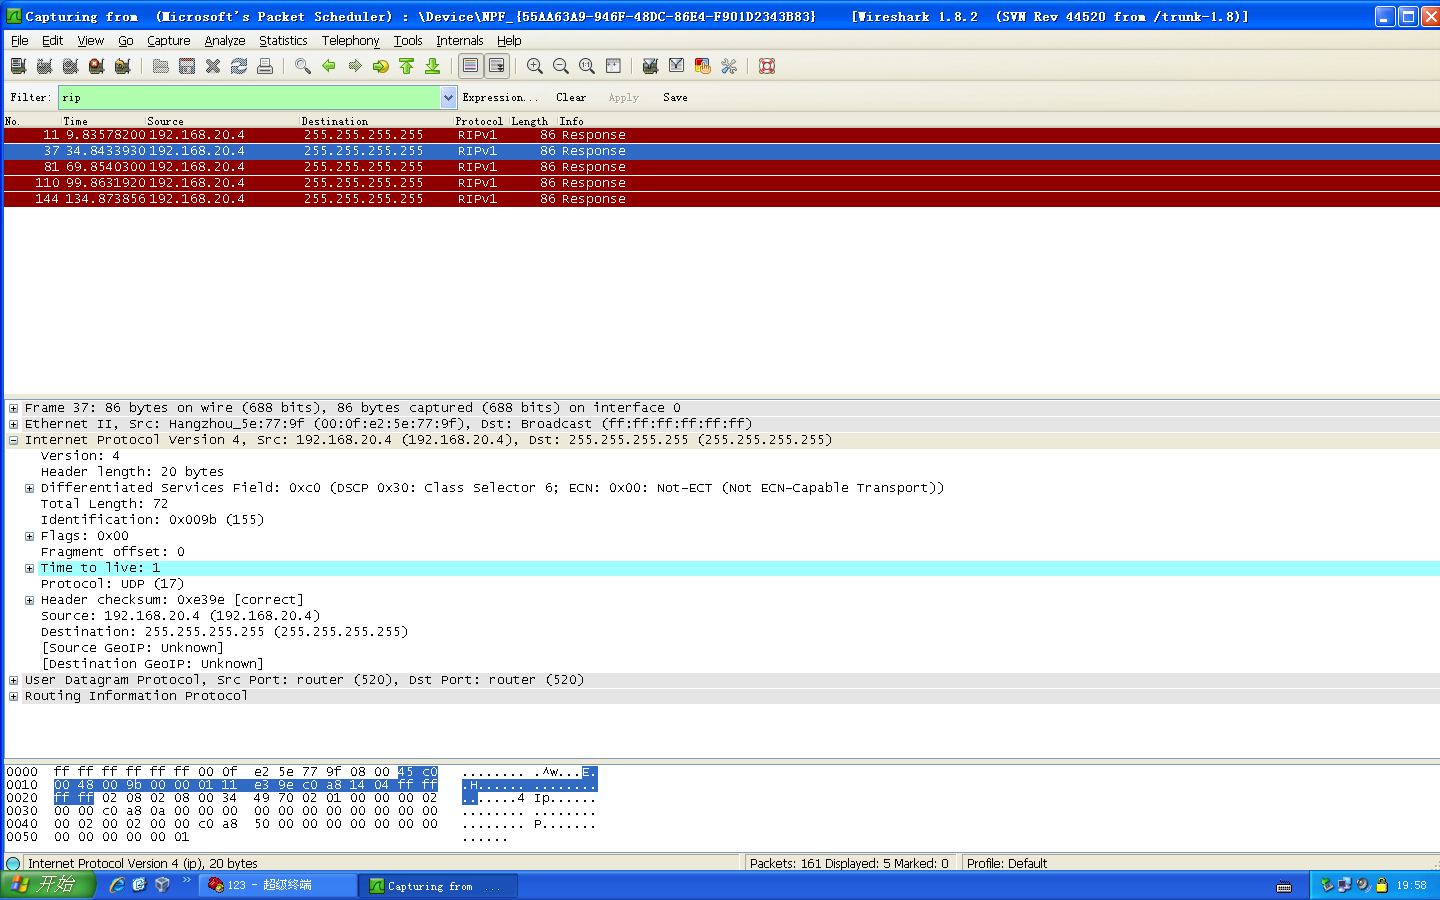 Capturing from  (Microsoft's Packet Scheduler) : \Device\NPF_{55AA63A9-946F-48DC-86E4-F901D2343B83}    [Wireshark 1.8.2  (SVN Rev 44520 from /trunk-1.8)]
File Edit View Go Capture Analyze Statistics Telephony Tools Internals Help
Filter: rip Expression... Clear Apply Save
No. Time Source Destination Protocol Length Info
11 9.83578200 192.168.20.4 255.255.255.255 RIPv1 86 Response
37 34.8433930 192.168.20.4 255.255.255.255 RIPv1 86 Response
81 69.8540300 192.168.20.4 255.255.255.255 RIPv1 86 Response
110 99.8631920 192.168.20.4 255.255.255.255 RIPv1 86 Response
144 134.873856 192.168.20.4 255.255.255.255 RIPv1 86 Response
Frame 37: 86 bytes on wire (688 bits), 86 bytes captured (688 bits) on interface 0
Ethernet II, Src: Hangzhou_5e:77:9f (00:0f:e2:5e:77:9f), Dst: Broadcast (ff:ff:ff:ff:ff:ff)
Internet Protocol Version 4, Src: 192.168.20.4 (192.168.20.4), Dst: 255.255.255.255 (255.255.255.255)
Version: 4
Header length: 20 bytes
Differentiated Services Field: 0xc0 (DSCP 0x30: Class Selector 6; ECN: 0x00: Not-ECT (Not ECN-Capable Transport))
Total Length: 72
Identification: 0x009b (155)
Flags: 0x00
Fragment offset: 0
Time to live: 1
Protocol: UDP (17)
Header checksum: 0xe39e [correct]
Source: 192.168.20.4 (192.168.20.4)
Destination: 255.255.255.255 (255.255.255.255)
[Source GeoIP: Unknown]
[Destination GeoIP: Unknown]
User Datagram Protocol, Src Port: router (520), Dst Port: router (520)
Routing Information Protocol
0000  ff ff ff ff ff ff 00 0f  e2 5e 77 9f 08 00 45 c0   ........ .^w...E.
0010  00 48 00 9b 00 00 01 11  e3 9e c0 a8 14 04 ff ff   .H...... ........
0020  ff ff 02 08 02 08 00 34  49 70 02 01 00 00 00 02   .......4 Ip......
0030  00 00 c0 a8 0a 00 00 00  00 00 00 00 00 00 00 00   ........ ........
0040  00 02 00 02 00 00 c0 a8  50 00 00 00 00 00 00 00   ........ P.......
0050  00 00 00 00 00 01   ......
Internet Protocol Version 4 (ip), 20 bytes Packets: 161 Displayed: 5 Marked: 0 Profile: Default
开始 » 123 - 超级终端 Capturing from  ... 19:58